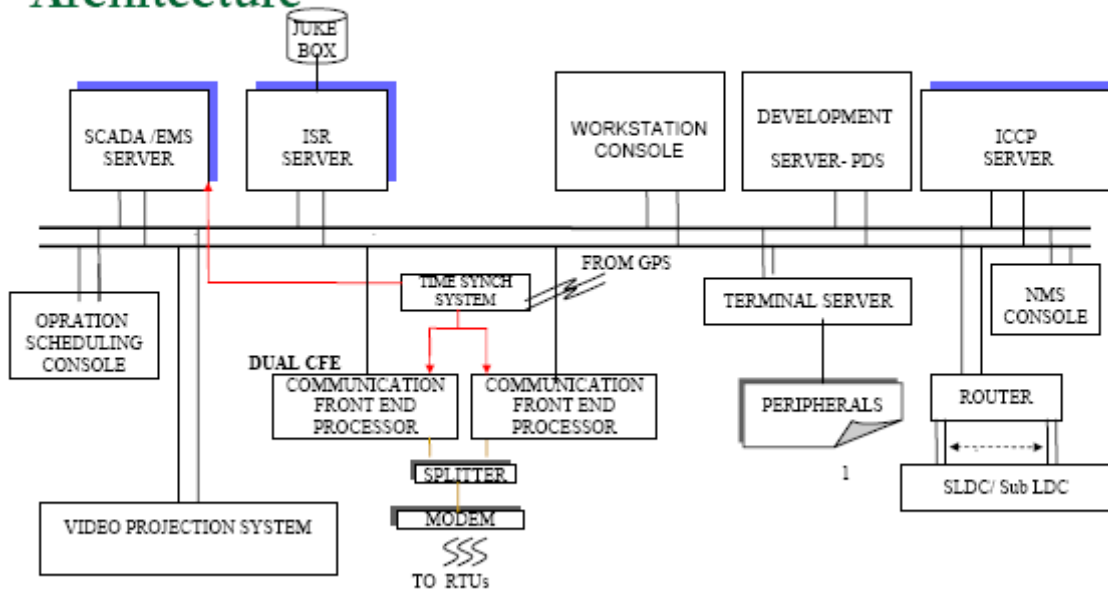 Architecture
JUKE
BOX
SCADA /EMS
SERVER
ISR
SERVER
WORKSTATION
CONSOLE
DEVELOPMENT
SERVER- PDS
ICCP
SERVER
FROM GPS
TIME SYNCH
SYSTEM
TERMINAL SERVER
NMS
CONSOLE
OPRATION
SCHEDULING
CONSOLE
DUAL CFE
COMMUNICATION
FRONT END
PROCESSOR
COMMUNICATION
FRONT END
PROCESSOR
PERIPHERALS
ROUTER
SPLITTER
1
SLDC/ Sub LDC
VIDEO PROJECTION SYSTEM
MODEM
TO RTUs